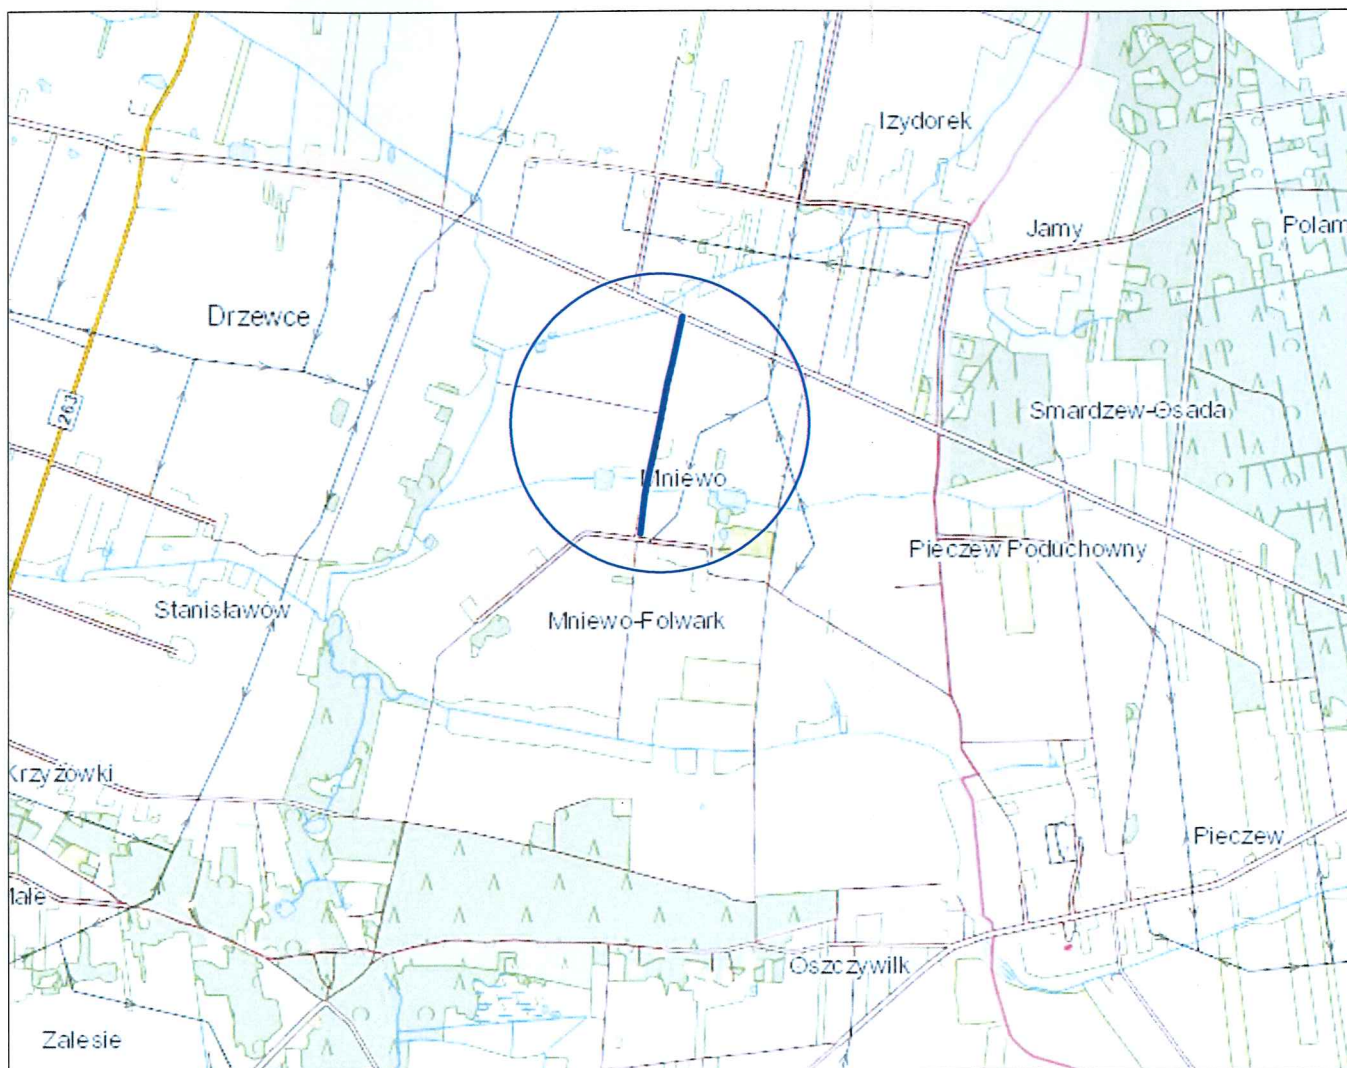 Izydorek
Jamy
Polam
Drzewce
263
Smardzew-Osada
Mniewo
Pieczew Poduchowny
Stanisławów
Mniewo-Folwark
Krzyżówki
Pieczew
Małe
Oszczywilk
Zalesie